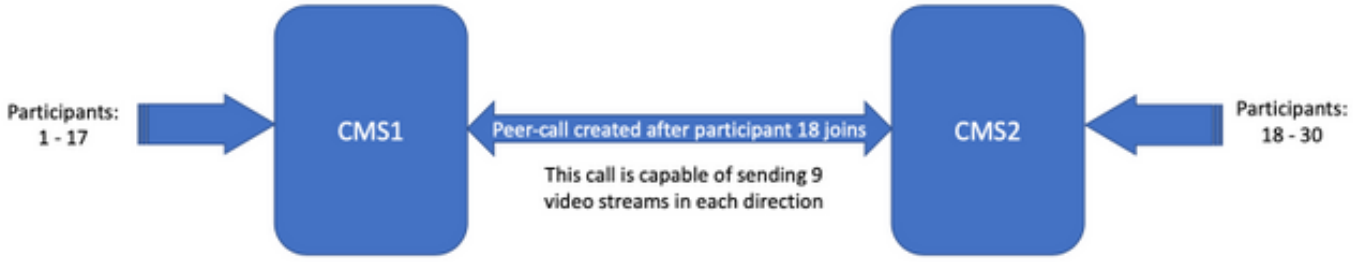 Participants:
1 - 17
CMS1
Peer-call created after participant 18 joins
This call is capable of sending 9
video streams in each direction
CMS2
Participants:
18 - 30